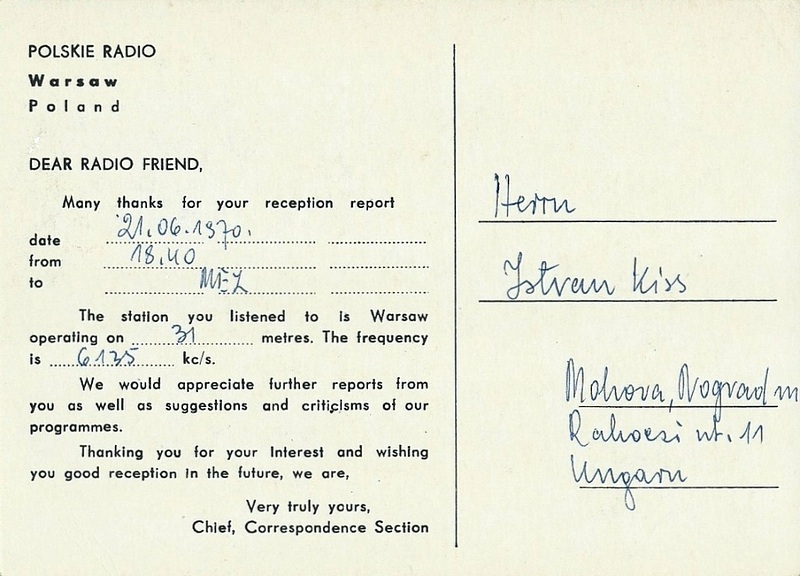 POLSKIE RADIO
Warsaw
Poland
DEAR RADIO FRIEND,
Many thanks for your reception report
date 21.06.1970.
from 18.40
to MEZ
The station you listened to is Warsaw
operating on 31 metres. The frequency
is 6135 kc/s.
We would appreciate further reports from
you as well as suggestions and criticisms of our
programmes.
Thanking you for your interest and wishing
you good reception in the future, we are,
Very truly yours,
Chief, Correspondence Section
Herrn
Istvan Kiss
Mohora, Nograd m
Rakoczi ut. 11
Ungarn